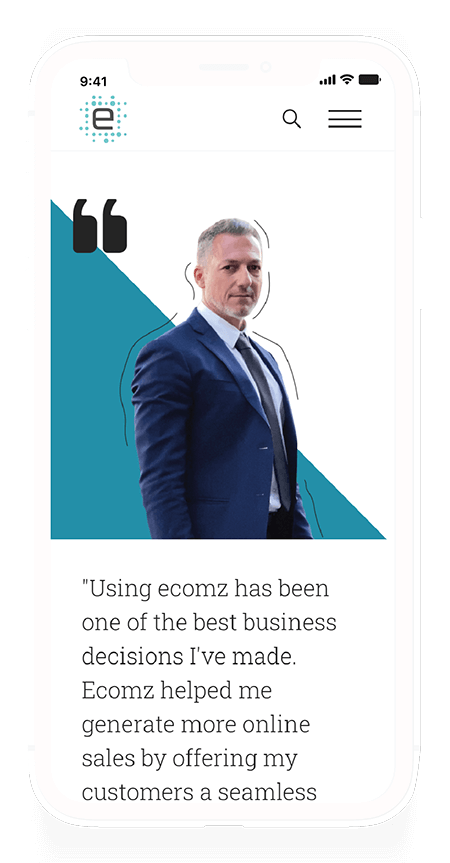 9:41
e
"Using ecomz has been
one of the best business
decisions I've made.
Ecomz helped me
generate more online
sales by offering my
customers a seamless